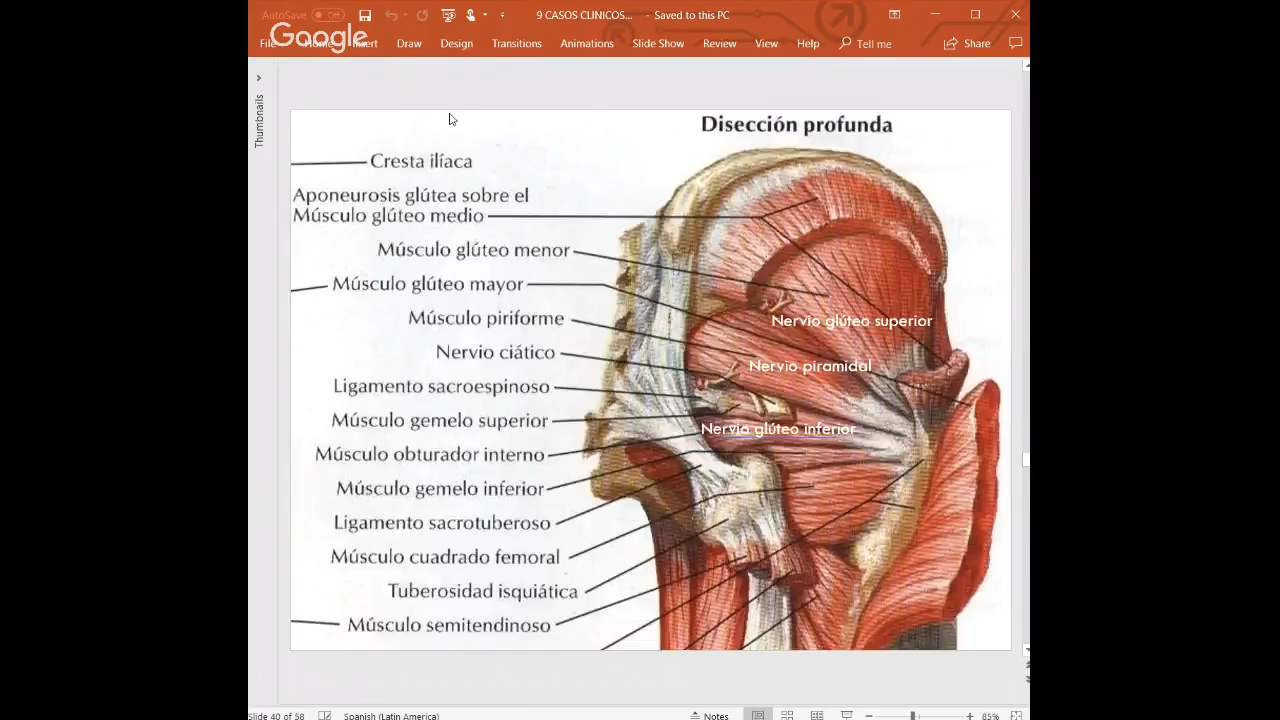 AutoSave Off 9 CASOS CLINICOS... - Saved to this PC
Google
File Home Insert Draw Design Transitions Animations Slide Show Review View Help Tell me Share
Thumbnails
Disección profunda
Cresta ilíaca
Aponeurosis glútea sobre el
Músculo glúteo medio
Músculo glúteo menor
Músculo glúteo mayor
Músculo piriforme
Nervio ciático
Ligamento sacroespinoso
Músculo gemelo superior
Músculo obturador interno
Músculo gemelo inferior
Ligamento sacrotuberoso
Músculo cuadrado femoral
Tuberosidad isquiática
Músculo semitendinoso
Nervio glúteo superior
Nervio piramidal
Nervio glúteo inferior
Slide 40 of 58 Spanish (Latin America) Notes 85%